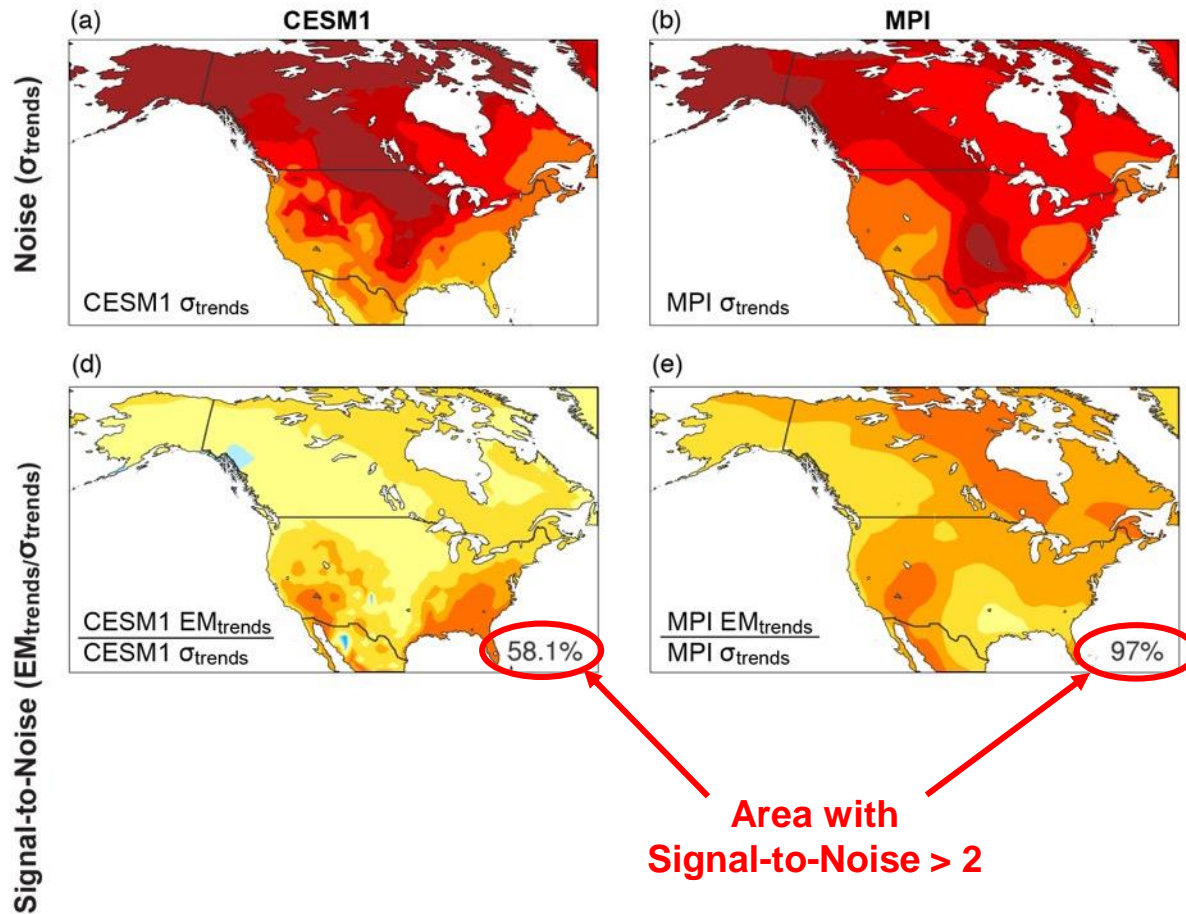 (a) CESM1
(b) MPI
Noise (σtrends)
CESM1 σtrends
MPI σtrends
(d)
(e)
Signal-to-Noise (EMtrends/σtrends)
CESM1 EMtrends
CESM1 σtrends
58.1%
MPI EMtrends
MPI σtrends
97%
Area with
Signal-to-Noise > 2